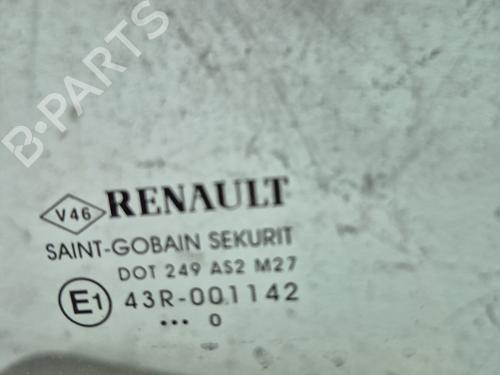 B-PARTS
V46 RENAULT
SAINT-GOBAIN SEKURIT
DOT 249 AS2 M27
E1 43R-001142
... 0